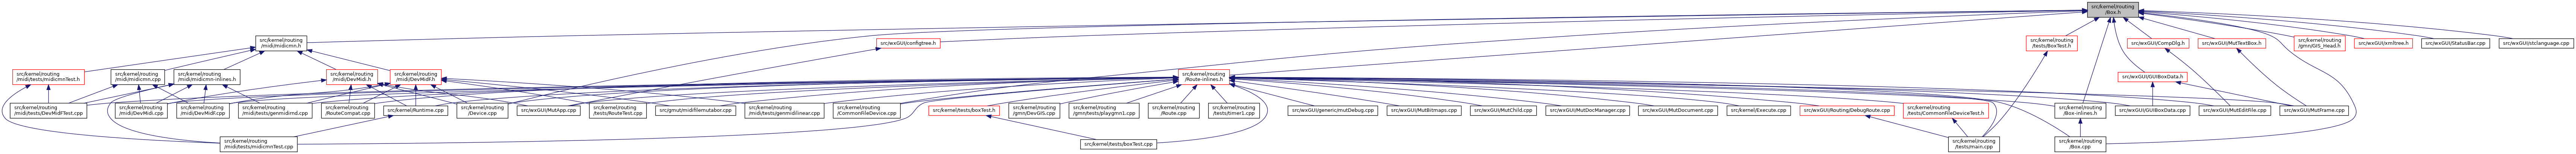 src/kernel/routing
/Box.h
src/kernel/routing
/midi/midicmn.h
src/wxGUI/configtree.h
src/kernel/routing
/tests/BoxTest.h
src/wxGUI/CompDlg.h
src/wxGUI/MutTextBox.h
src/kernel/routing
/gmn/GIS_Head.h
src/wxGUI/xmltree.h
src/wxGUI/StatusBar.cpp
src/wxGUI/stclanguage.cpp
src/kernel/routing
/midi/tests/midicmnTest.h
src/kernel/routing
/midi/midicmn.cpp
src/kernel/routing
/midi/midicmn-inlines.h
src/kernel/routing
/midi/DevMidi.h
src/kernel/routing
/midi/DevMidF.h
src/kernel/routing
/Route-inlines.h
src/wxGUI/GUIBoxData.h
src/kernel/routing
/midi/tests/DevMidFTest.cpp
src/kernel/routing
/midi/DevMidi.cpp
src/kernel/routing
/midi/DevMidF.cpp
src/kernel/routing
/midi/tests/genmidimd.cpp
src/kernel/routing
/RouteCompat.cpp
src/kernel/Runtime.cpp
src/kernel/routing
/Device.cpp
src/wxGUI/MutApp.cpp
src/kernel/routing
/tests/RouteTest.cpp
src/gmut/midifilemutabor.cpp
src/kernel/routing
/midi/tests/genmidilinear.cpp
src/kernel/routing
/CommonFileDevice.cpp
src/kernel/tests/boxTest.h
src/kernel/routing
/gmn/DevGIS.cpp
src/kernel/routing
/gmn/tests/playgmn1.cpp
src/kernel/routing
/Route.cpp
src/kernel/routing
/tests/timer1.cpp
src/wxGUI/generic/mutDebug.cpp
src/wxGUI/MutBitmaps.cpp
src/wxGUI/MutChild.cpp
src/wxGUI/MutDocManager.cpp
src/wxGUI/MutDocument.cpp
src/kernel/Execute.cpp
src/wxGUI/Routing/DebugRoute.cpp
src/kernel/routing
/tests/CommonFileDeviceTest.h
src/kernel/routing
/Box-inlines.h
src/wxGUI/GUIBoxData.cpp
src/wxGUI/MutEditFile.cpp
src/wxGUI/MutFrame.cpp
src/kernel/routing
/midi/tests/midicmnTest.cpp
src/kernel/tests/boxTest.cpp
src/kernel/routing
/tests/main.cpp
src/kernel/routing
/Box.cpp